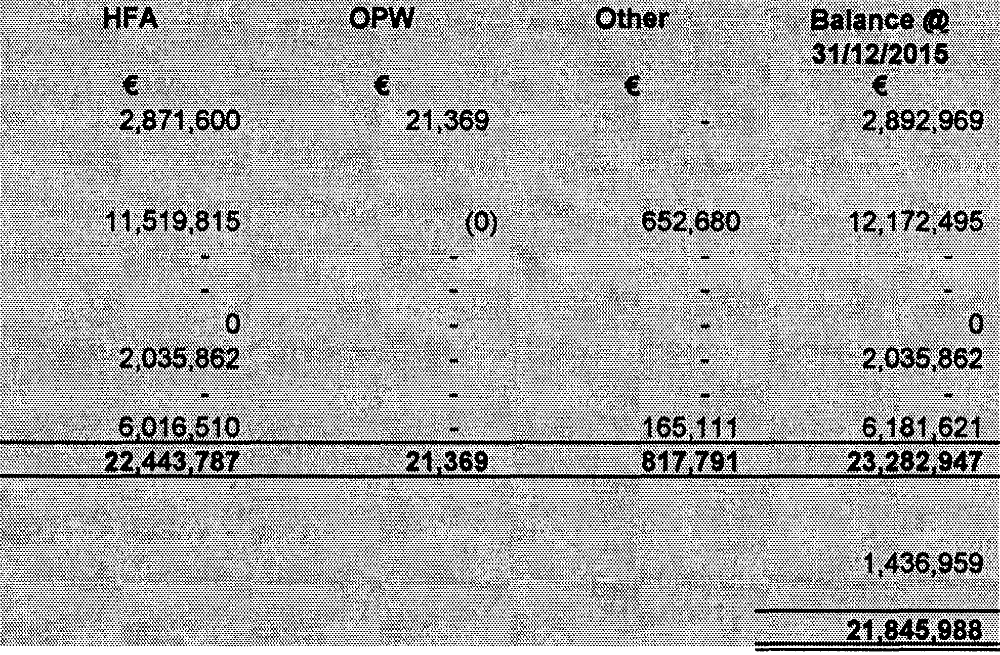 HFA OPW Other Balance @
31/12/2015
€ € € €
2,871,600 21,369 - 2,892,969
11,519,815 (0) 652,680 12,172,495
- - - -
- - - -
0 - - 0
2,035,862 - - 2,035,862
- - - -
6,016,510 - 165,111 6,181,621
22,443,787 21,369 817,791 23,282,947
1,436,959
21,845,988